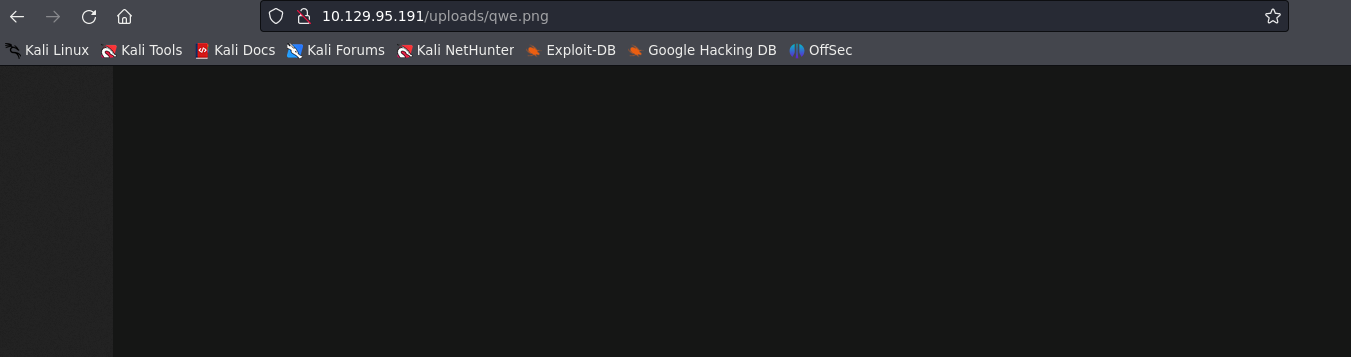 10.129.95.191/uploads/qwe.png
Kali Linux Kali Tools Kali Docs Kali Forums Kali NetHunter Exploit-DB Google Hacking DB OffSec